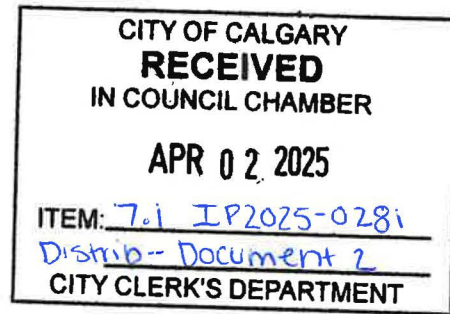 CITY OF CALGARY
RECEIVED
IN COUNCIL CHAMBER
APR 02 2025
ITEM: 7.1 IP2025-0281
Distrib-- Document 2
CITY CLERK'S DEPARTMENT